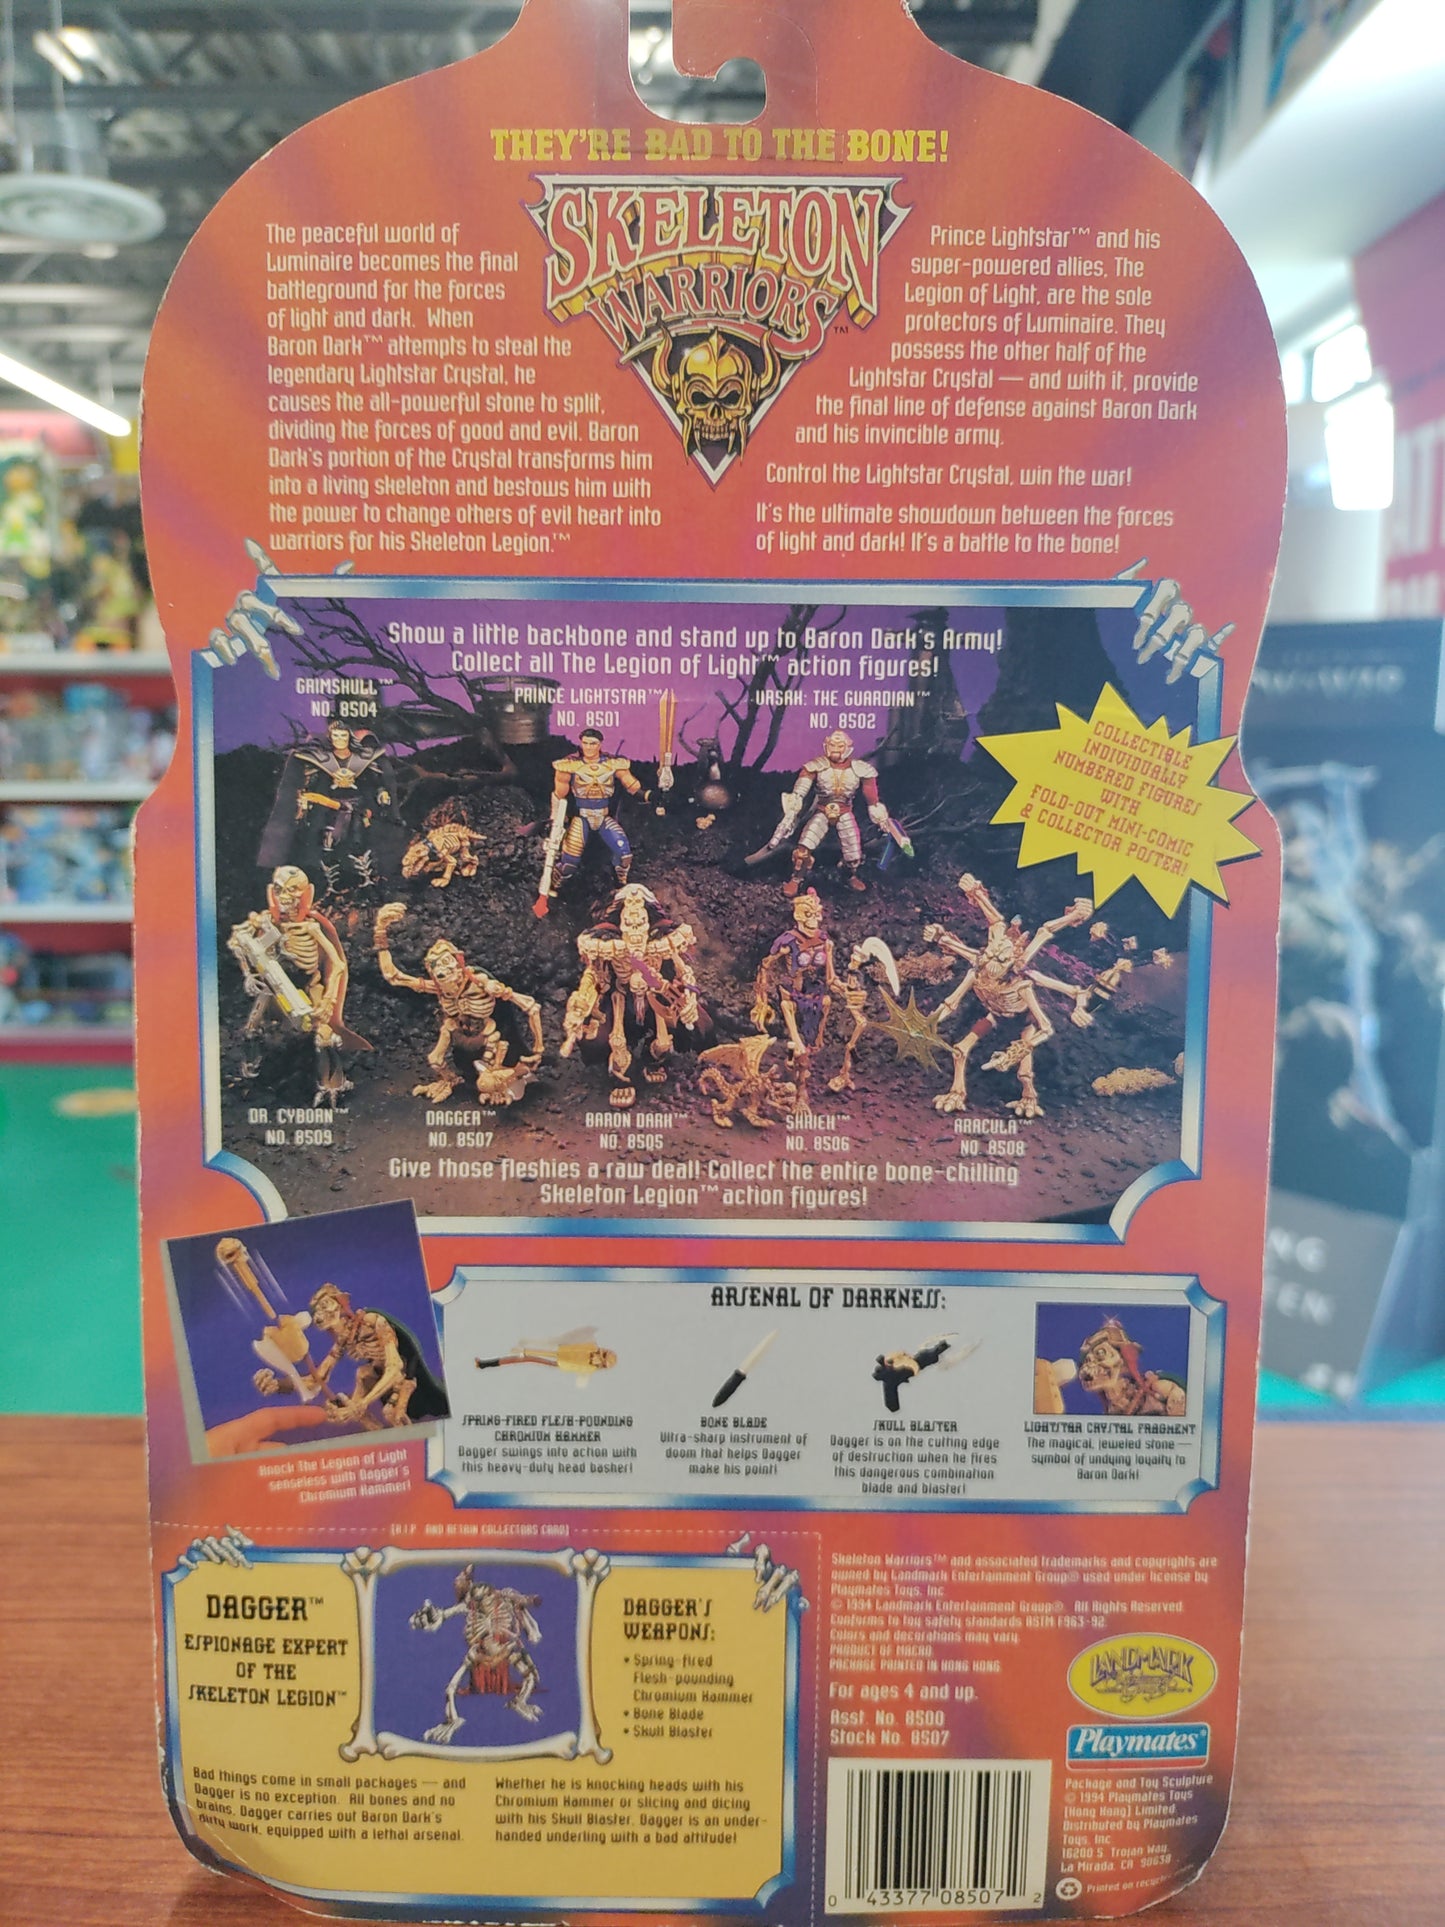 THEY'RE BAD TO THE BONE!
SKELETON
WARRIORS™
The peaceful world of
Luminaire becomes the final
battleground for the forces
of light and dark. When
Baron Dark™ attempts to steal the
legendary Lightstar Crystal, he
causes the all-powerful stone to split,
dividing the forces of good and evil. Baron
Dark's portion of the Crystal transforms him
into a living skeleton and bestows him with
the power to change others of evil heart into
warriors for his Skeleton Legion.™
Prince Lightstar™ and his
super-powered allies, The
Legion of Light, are the sole
protectors of Luminaire. They
possess the other half of the
Lightstar Crystal — and with it, provide
the final line of defense against Baron Dark
and his invincible army.
Control the Lightstar Crystal, win the war!
It's the ultimate showdown between the forces
of light and dark! It's a battle to the bone!
Show a little backbone and stand up to Baron Dark's Army!
Collect all The Legion of Light™ action figures!
GRIMSKULL™
NO. 8504
PRINCE LIGHTSTAR™
NO. 8501
URSAK: THE GUARDIAN™
NO. 8502
COLLECTIBLE
INDIVIDUALLY
NUMBERED FIGURES
WITH
FOLD-OUT MINI-COMIC
& COLLECTOR POSTER!
DR. CYBORN™
NO. 8509
DAGGER™
NO. 8507
BARON DARK™
NO. 8505
SHRIEK™
NO. 8506
ARACULA™
NO. 8508
Give those fleshies a raw deal! Collect the entire bone-chilling
Skeleton Legion™ action figures!
Knock The Legion of Light
senseless with Dagger's
Chromium Hammer!
ARSENAL OF DARKNESS:
SPRING-FIRED FLESH-POUNDING
CHROMIUM HAMMER
Dagger swings into action with
this heavy-duty head basher!
BONE BLADE
Ultra-sharp instrument of
doom that helps Dagger
make his point!
SKULL BLASTER
Dagger is on the cutting edge
of destruction when he fires
this dangerous combination
blade and blaster!
LIGHTSTAR CRYSTAL FRAGMENT
The magical, jeweled stone —
symbol of undying loyalty to
Baron Dark!
(R.I.P. AND RETAIN COLLECTORS CARD)
DAGGER™
ESPIONAGE EXPERT
OF THE
SKELETON LEGION™
DAGGER'S
WEAPONS:
• Spring-fired
Flesh-pounding
Chromium Hammer
• Bone Blade
• Skull Blaster
Bad things come in small packages — and
Dagger is no exception. All bones and no
brains, Dagger carries out Baron Dark's
dirty work, equipped with a lethal arsenal.
Whether he is knocking heads with his
Chromium Hammer or slicing and dicing
with his Skull Blaster, Dagger is an under-
handed underling with a bad attitude!
Skeleton Warriors™ and associated trademarks and copyrights are
owned by Landmark Entertainment Group® used under license by
Playmates Toys, Inc.
© 1994 Landmark Entertainment Group®. All Rights Reserved.
Conforms to toy safety standards ASTM F963-92.
Colors and decorations may vary.
PRODUCT OF MACAO.
PACKAGE PRINTED IN HONG KONG.
For ages 4 and up.
Asst. No. 8500
Stock No. 8507
LANDMARK
Playmates®
Package and Toy Sculpture
© 1994 Playmates Toys
(Hong Kong) Limited.
Distributed by Playmates
Toys, Inc.
16200 S. Trojan Way,
La Mirada, CA 90638
Printed on
0 43377 08507 2